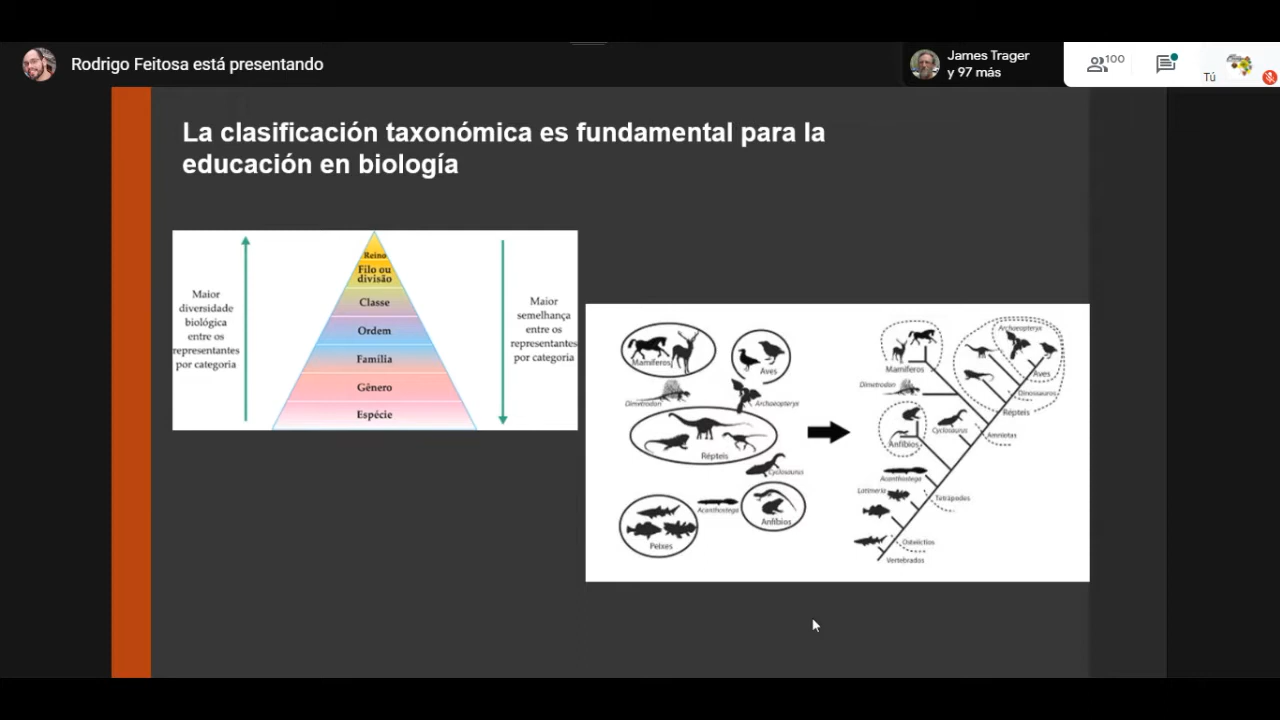 Rodrigo Feitosa está presentando
James Trager
y 97 más
100
Tú
La clasificación taxonómica es fundamental para la
educación en biología
Maior
diversidade
biológica
entre os
representantes
por categoria
Reino
Filo ou
divisão
Classe
Ordem
Família
Gênero
Espécie
Maior
semelhança
entre os
representantes
por categoria
Mamíferos
Aves
Dimetrodon
Archaeopteryx
Répteis
Cyclosaurus
Acanthostega
Peixes
Anfíbios
Archaeopteryx
Mamíferos
Aves
Dimetrodon
Dinossauros
Répteis
Cyclosaurus
Amniotas
Anfíbios
Acanthostega
Latimeria
Tetrápodes
Osteíctios
Vertebrados